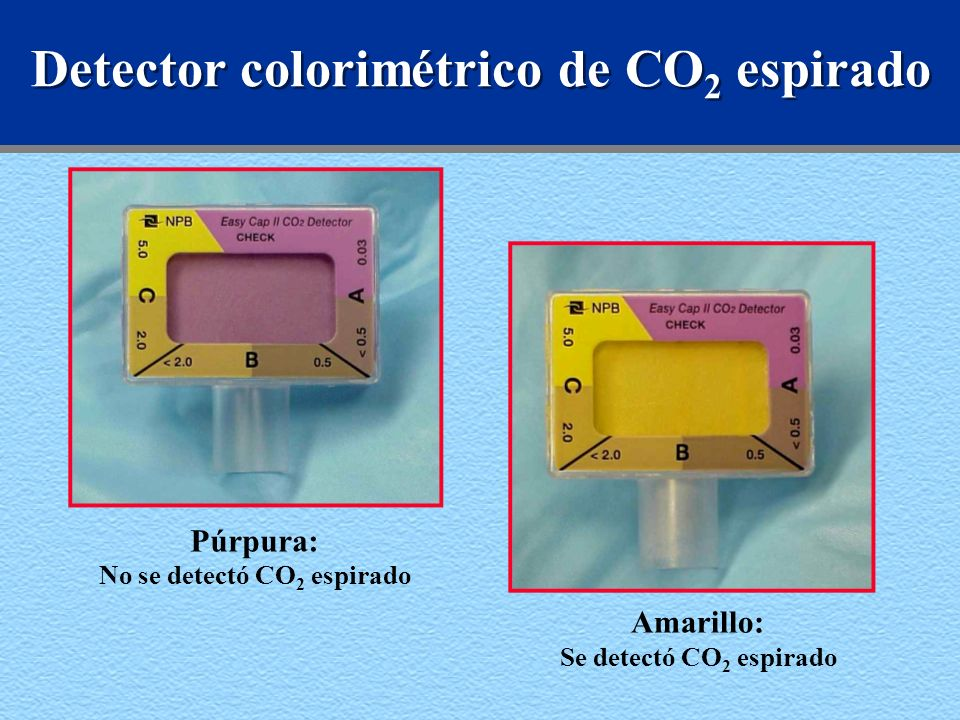 Detector colorimétrico de CO₂ espirado
NPB Easy Cap II CO₂ Detector
CHECK
5.0
0.03
C
A
2.0
> 0.5
< 2.0
B
0.5
Púrpura:
No se detectó CO₂ espirado
NPB Easy Cap II CO₂ Detector
CHECK
5.0
0.03
C
A
2.0
< 0.5
< 2.0
B
0.5
Amarillo:
Se detectó CO₂ espirado